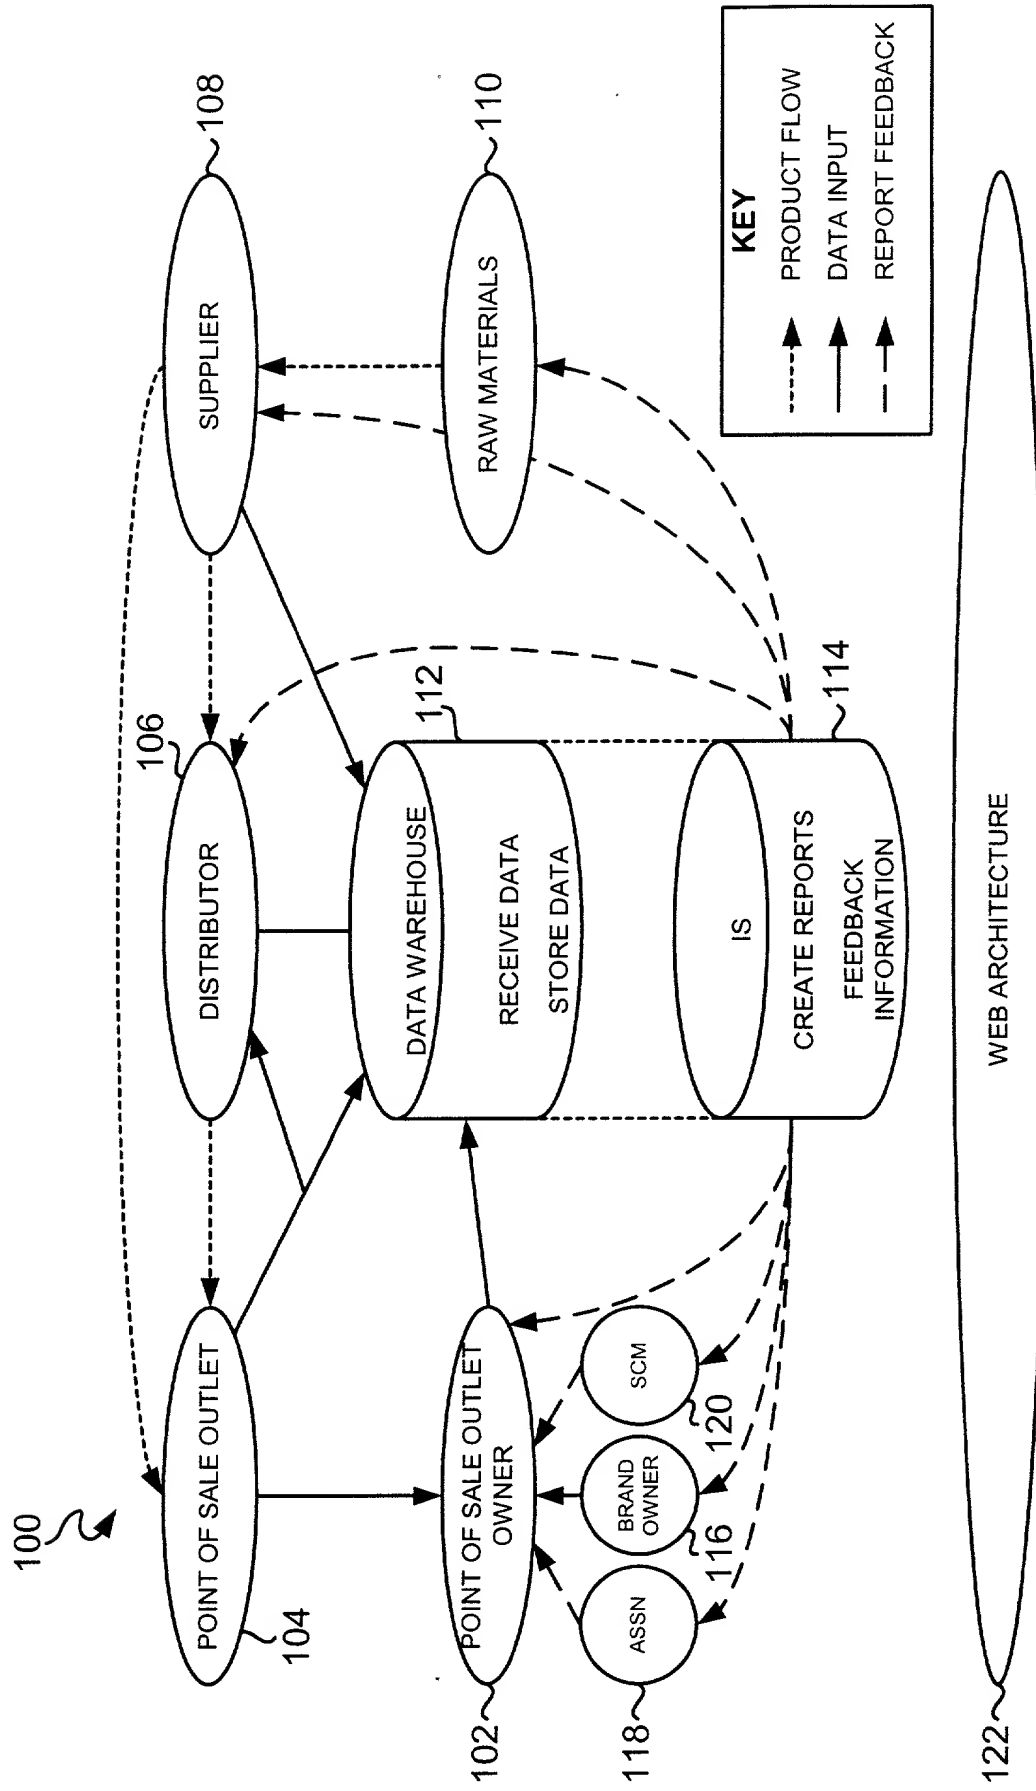 100
108
106
SUPPLIER
DISTRIBUTOR
POINT OF SALE OUTLET
104
110
RAW MATERIALS
112
DATA WAREHOUSE
RECEIVE DATA
STORE DATA
POINT OF SALE OUTLET
OWNER
102
SCM
120
BRAND
OWNER
116
ASSN
118
114
IS
CREATE REPORTS
FEEDBACK
INFORMATION
KEY
PRODUCT FLOW
DATA INPUT
REPORT FEEDBACK
WEB ARCHITECTURE
122